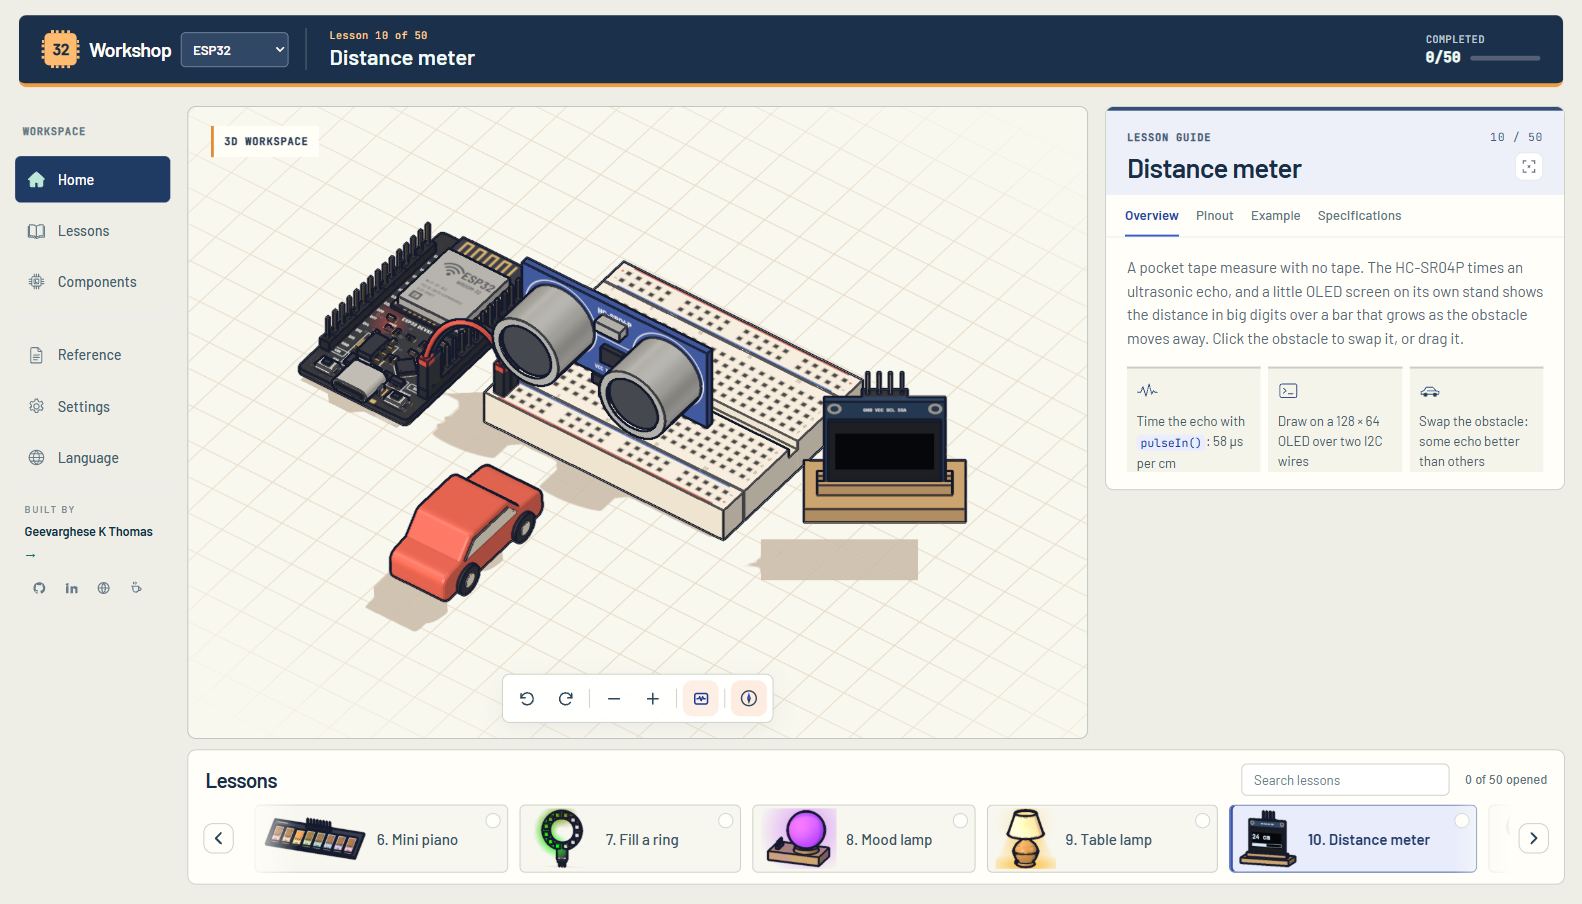 32
Workshop
ESP32
Lesson 10 of 50
Distance meter
COMPLETED
0/50
WORKSPACE
Home
Lessons
Components
Reference
Settings
Language
BUILT BY
Geevarghese K Thomas
→
3D WORKSPACE
ESP32
HC-SR04P
GND VCC SCL SDA
LESSON GUIDE
10 / 50
Distance meter
Overview
Pinout
Example
Specifications
A pocket tape measure with no tape. The HC-SR04P times an
ultrasonic echo, and a little OLED screen on its own stand shows
the distance in big digits over a bar that grows as the obstacle
moves away. Click the obstacle to swap it, or drag it.
Time the echo with
pulseIn() : 58 µs
per cm
Draw on a 128 × 64
OLED over two I2C
wires
Swap the obstacle:
some echo better
than others
Lessons
Search lessons
0 of 50 opened
6. Mini piano
7. Fill a ring
8. Mood lamp
9. Table lamp
24 cm
10. Distance meter